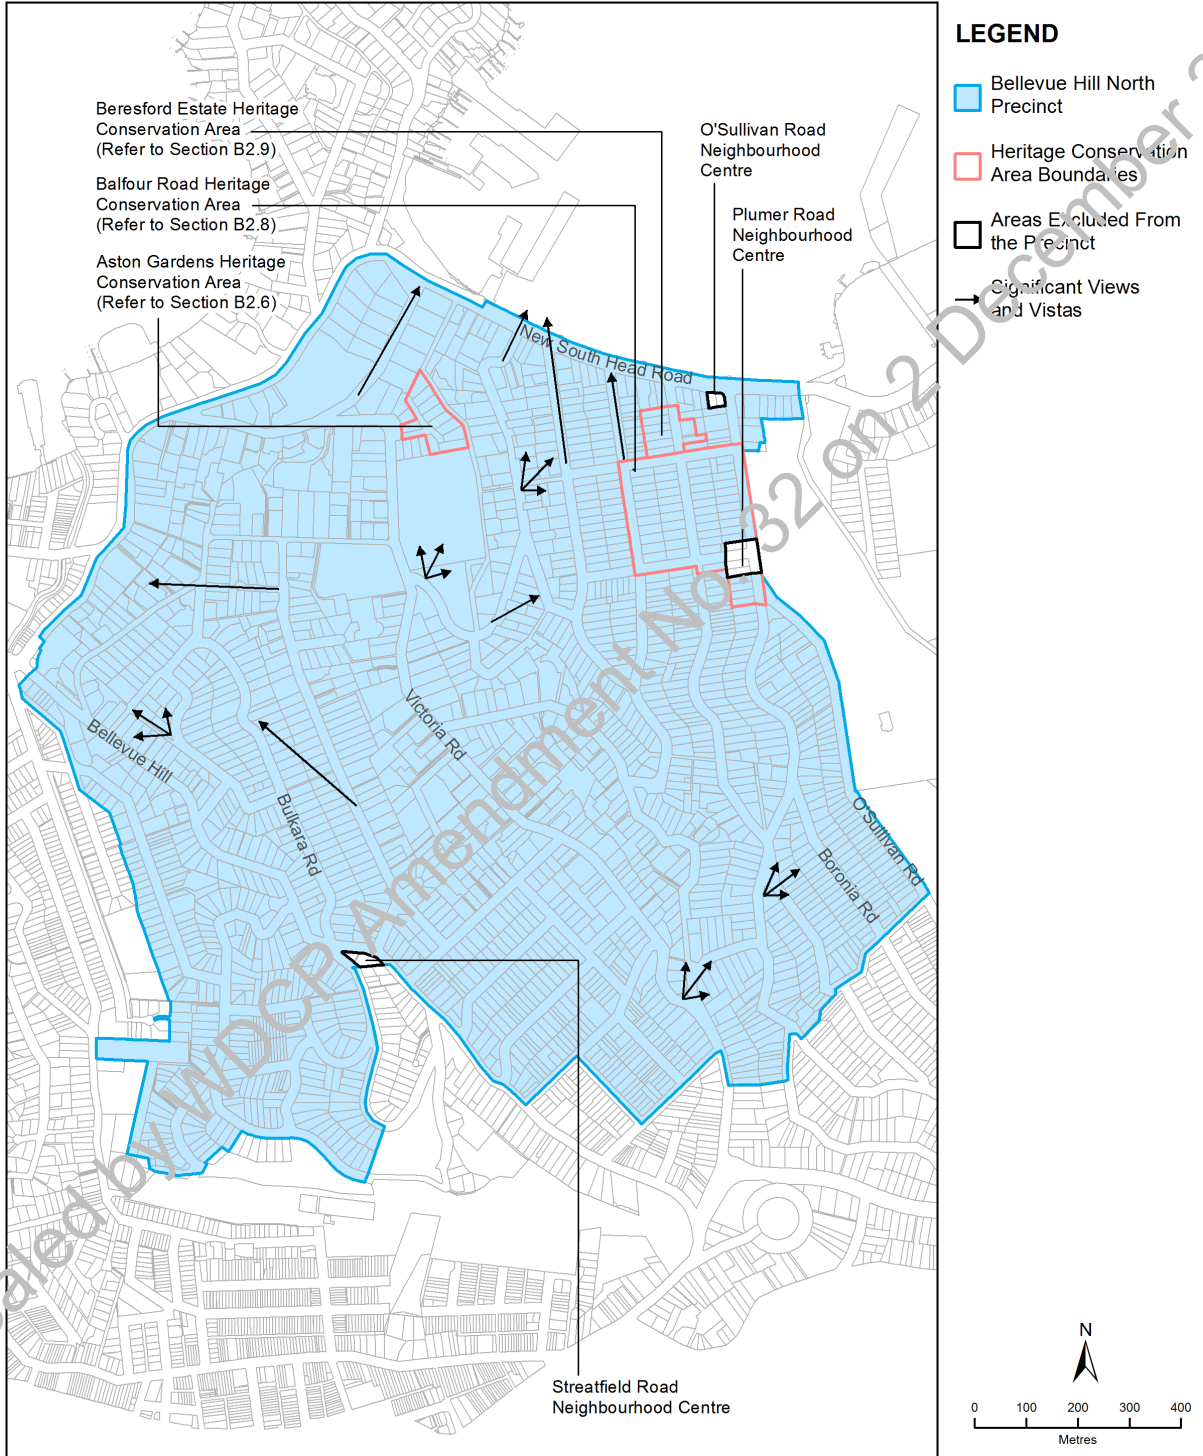 Beresford Estate Heritage
Conservation Area
(Refer to Section B2.9)
Balfour Road Heritage
Conservation Area
(Refer to Section B2.8)
Aston Gardens Heritage
Conservation Area
(Refer to Section B2.6)
O'Sullivan Road
Neighbourhood
Centre
Plumer Road
Neighbourhood
Centre
New South Head Road
Victoria Rd
Bellevue Hill
Bulkara Rd
O'Sullivan Rd
Boronia Rd
Streatfield Road
Neighbourhood Centre
LEGEND
Bellevue Hill North
Precinct
Heritage Conservation
Area Boundaries
Areas Excluded From
the Precinct
Significant Views
and Vistas
N
0 100 200 300 400
Metres
by WDCP Amendment No. 32 on 2 December